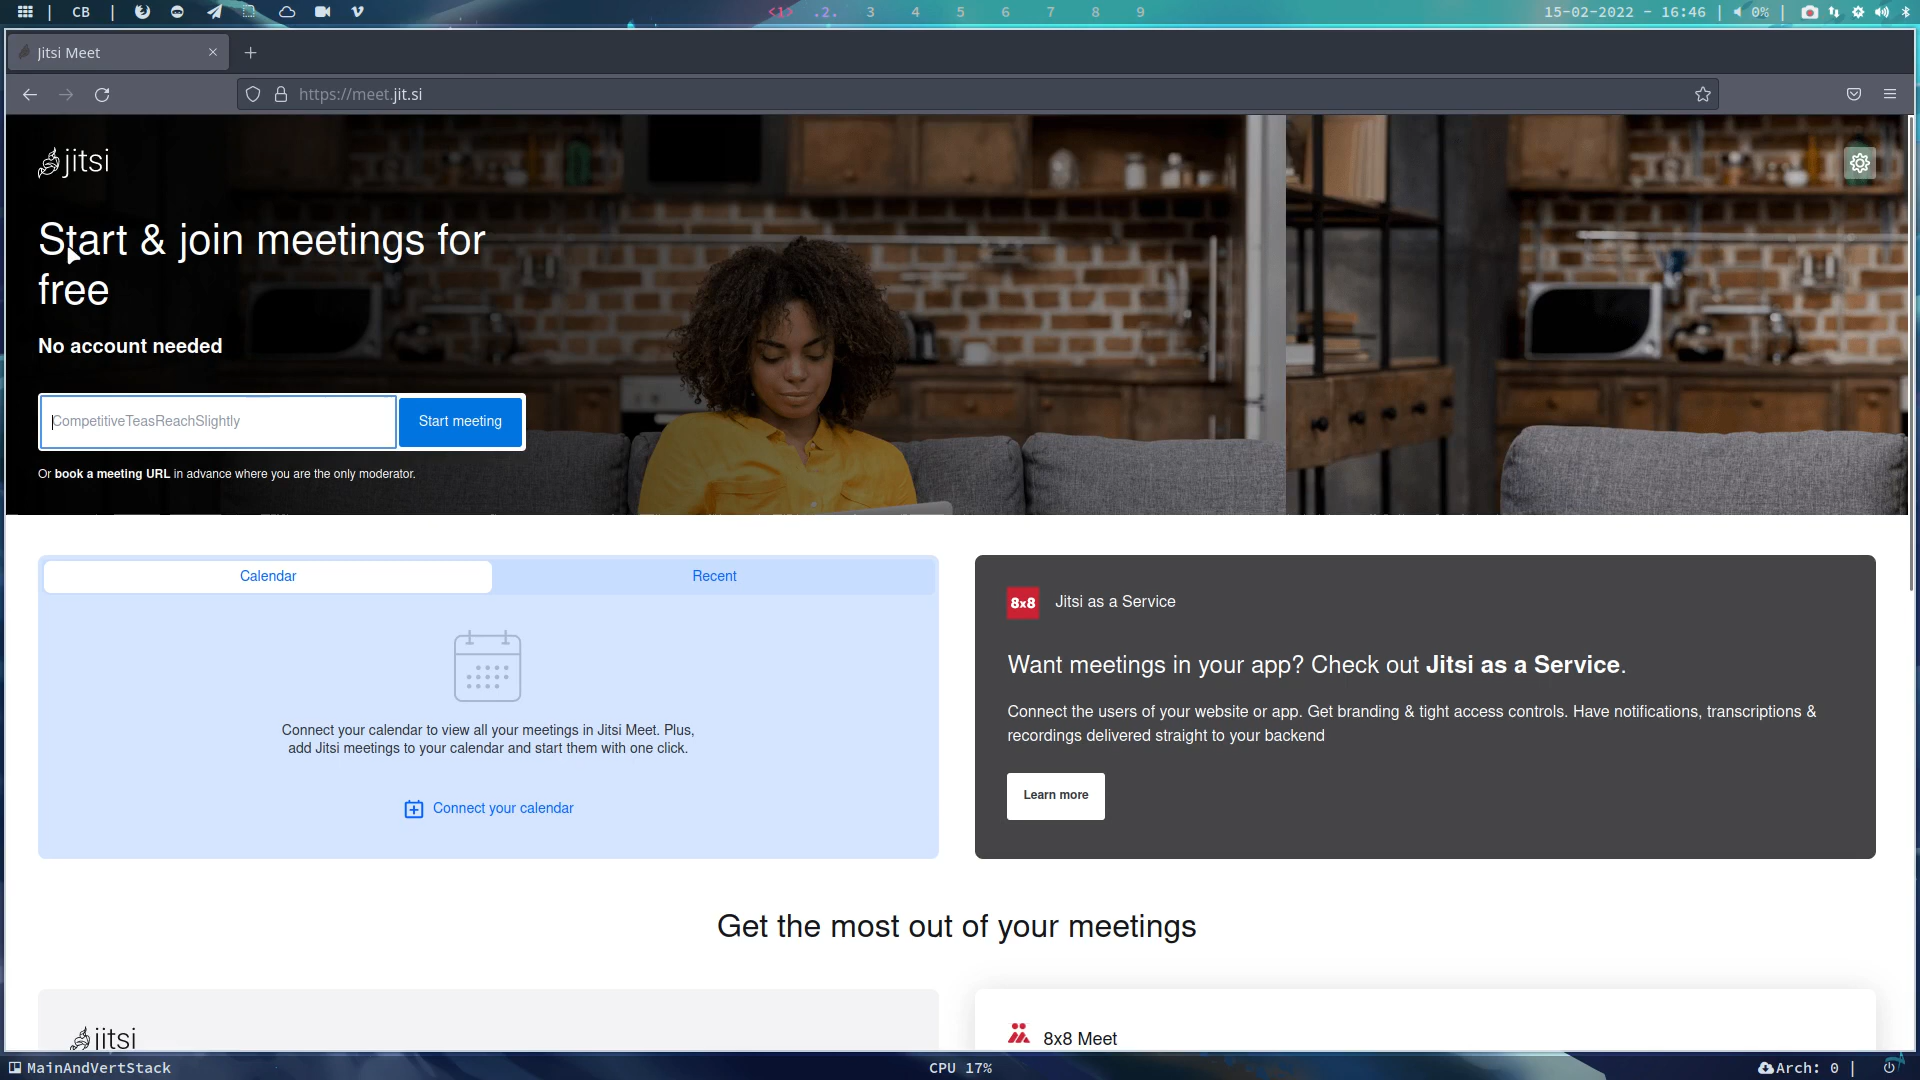 | CB |
<1> .2. 3 4 5 6 7 8 9
15-02-2022 - 16:46 | 0% |
Jitsi Meet
https://meet.jit.si
jitsi
Start & join meetings for
free
No account needed
CompetitiveTeasReachSlightly
Start meeting
Or book a meeting URL in advance where you are the only moderator.
Calendar
Recent
Connect your calendar to view all your meetings in Jitsi Meet. Plus,
add Jitsi meetings to your calendar and start them with one click.
Connect your calendar
8x8
Jitsi as a Service
Want meetings in your app? Check out Jitsi as a Service.
Connect the users of your website or app. Get branding & tight access controls. Have notifications, transcriptions &
recordings delivered straight to your backend
Learn more
Get the most out of your meetings
jitsi
8x8 Meet
MainAndVertStack
CPU 17%
Arch: 0 |